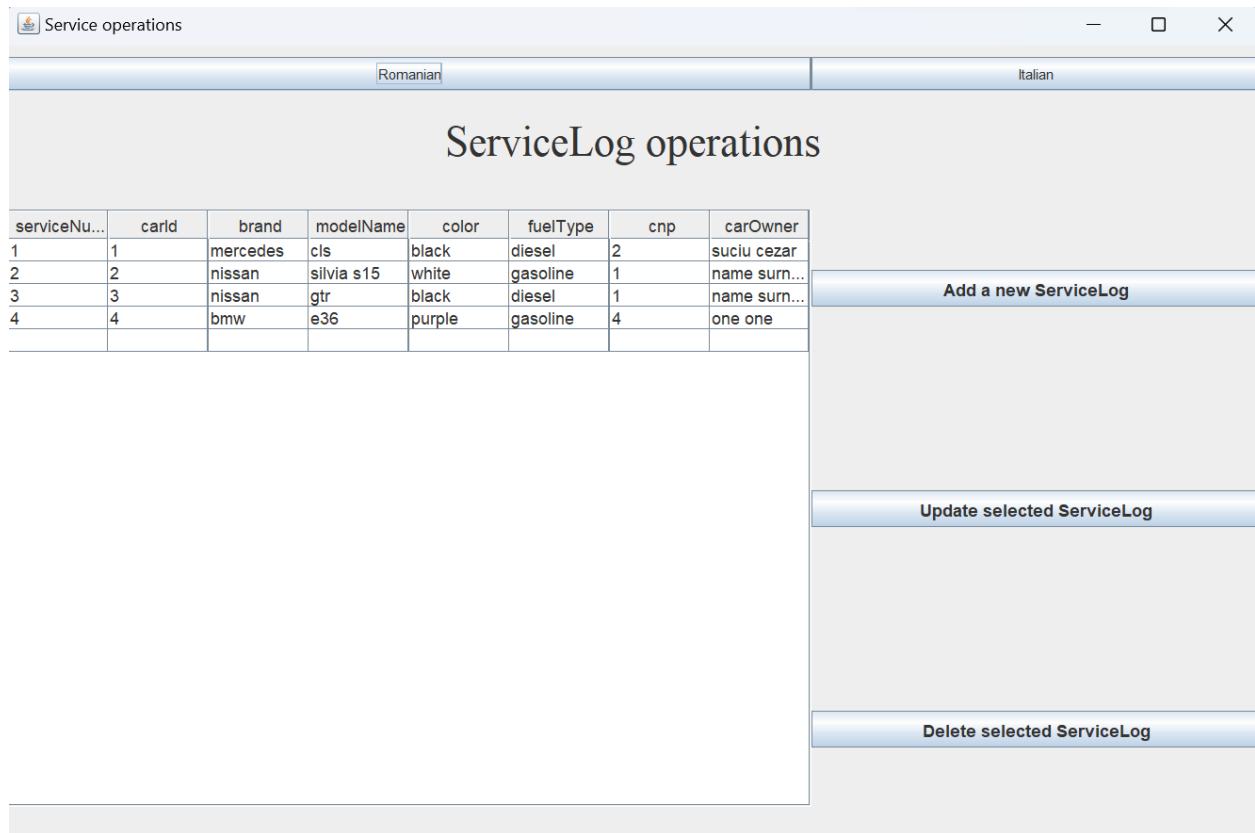 Service operations
Romanian Italian
ServiceLog operations
serviceNu... carId brand modelName color fuelType cnp carOwner
1 1 mercedes cls black diesel 2 suciu cezar
2 2 nissan silvia s15 white gasoline 1 name surn...
3 3 nissan gtr black diesel 1 name surn...
4 4 bmw e36 purple gasoline 4 one one
Add a new ServiceLog
Update selected ServiceLog
Delete selected ServiceLog